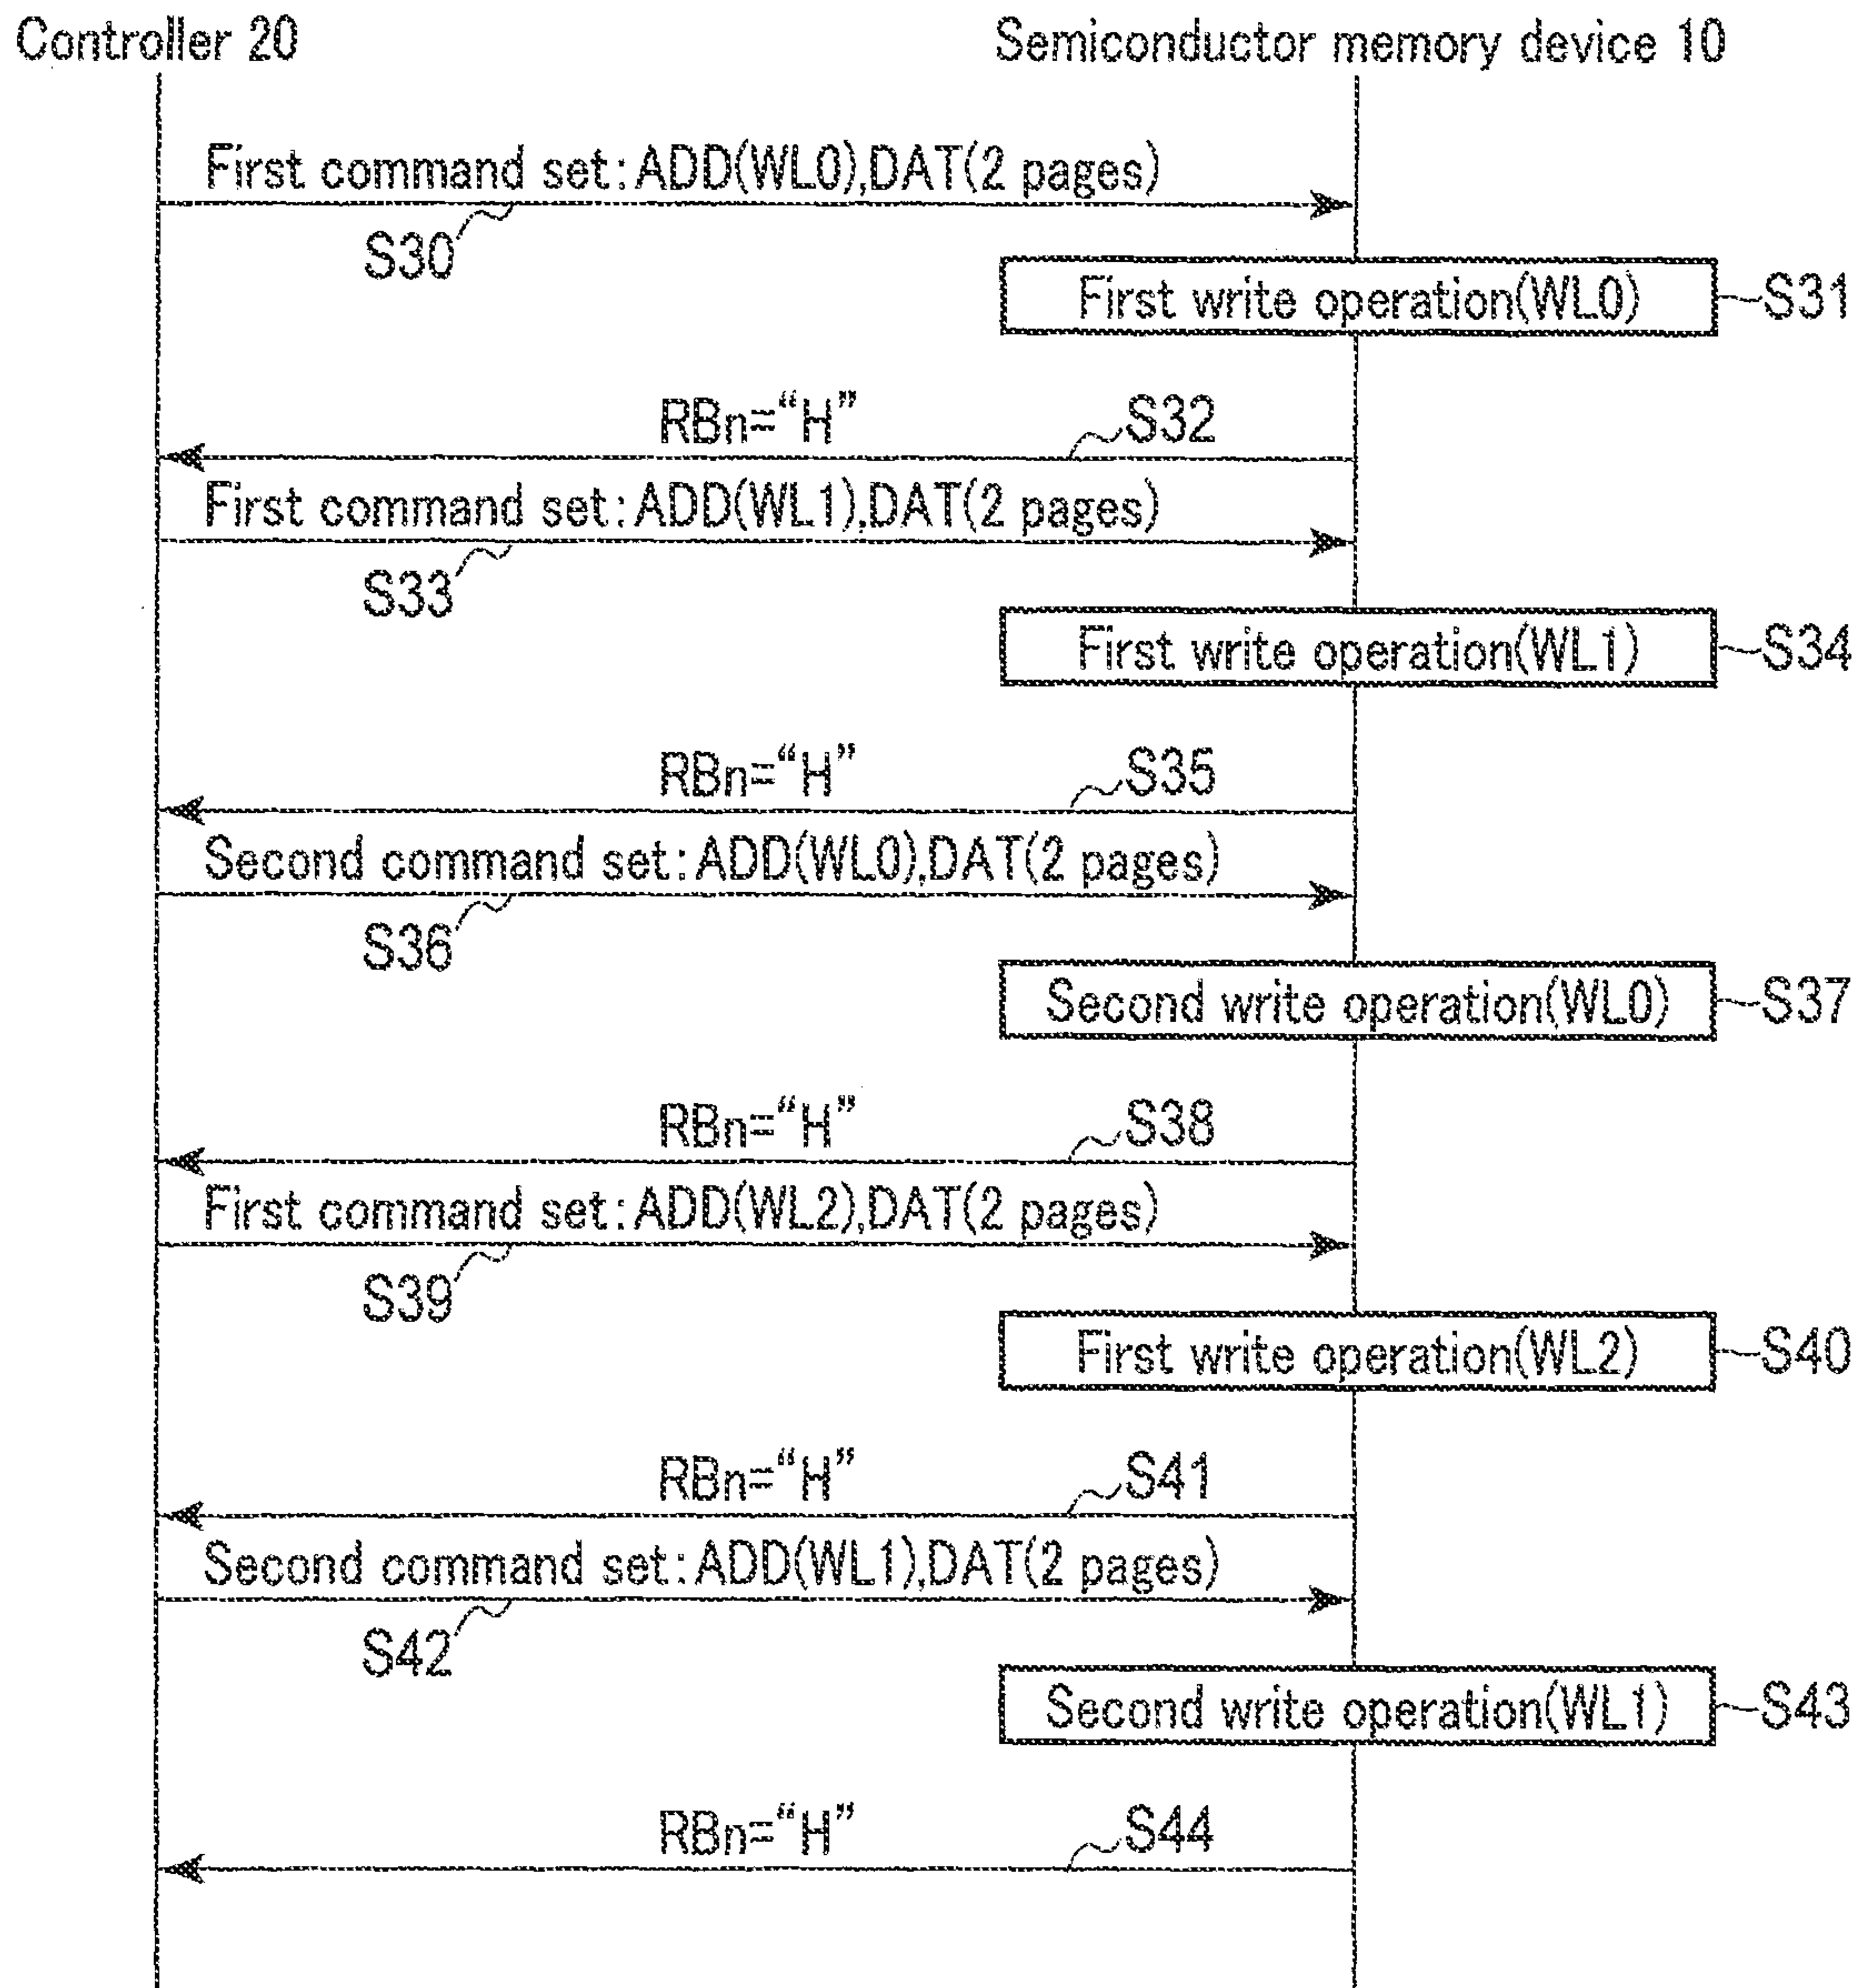 Controller 20
Semiconductor memory device 10
First command set:ADD(WL0),DAT(2 pages)
S30
First write operation(WL0)
S31
RBn=“H”
S32
First command set:ADD(WL1),DAT(2 pages)
S33
First write operation(WL1)
S34
RBn=“H”
S35
Second command set:ADD(WL0),DAT(2 pages)
S36
Second write operation(WL0)
S37
RBn=“H”
S38
First command set:ADD(WL2),DAT(2 pages)
S39
First write operation(WL2)
S40
RBn=“H”
S41
Second command set:ADD(WL1),DAT(2 pages)
S42
Second write operation(WL1)
S43
RBn=“H”
S44